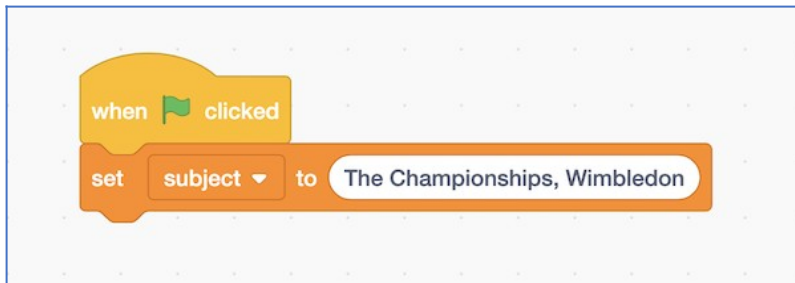 when clicked
set subject to The Championships, Wimbledon